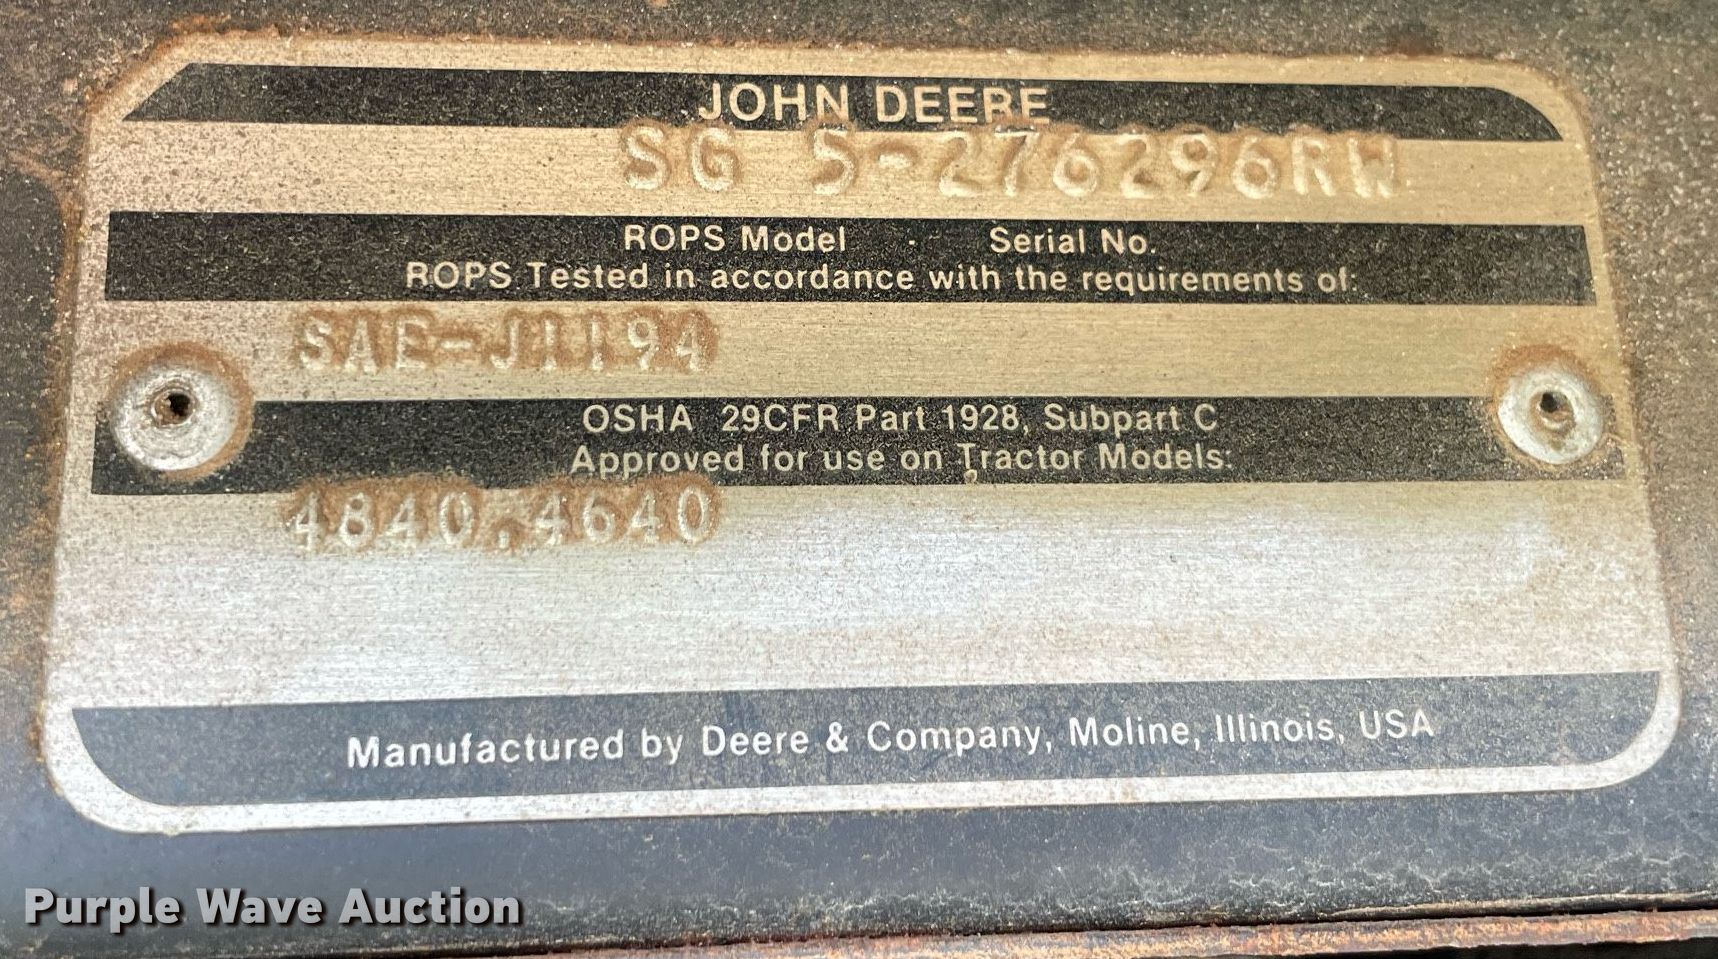 JOHN DEERE
SG 5-276296RW
ROPS Model Serial No.
ROPS Tested in accordance with the requirements of:
SAE-J1194
OSHA 29CFR Part 1928, Subpart C
Approved for use on Tractor Models:
4840,4640
Manufactured by Deere & Company, Moline, Illinois, USA
Purple Wave Auction